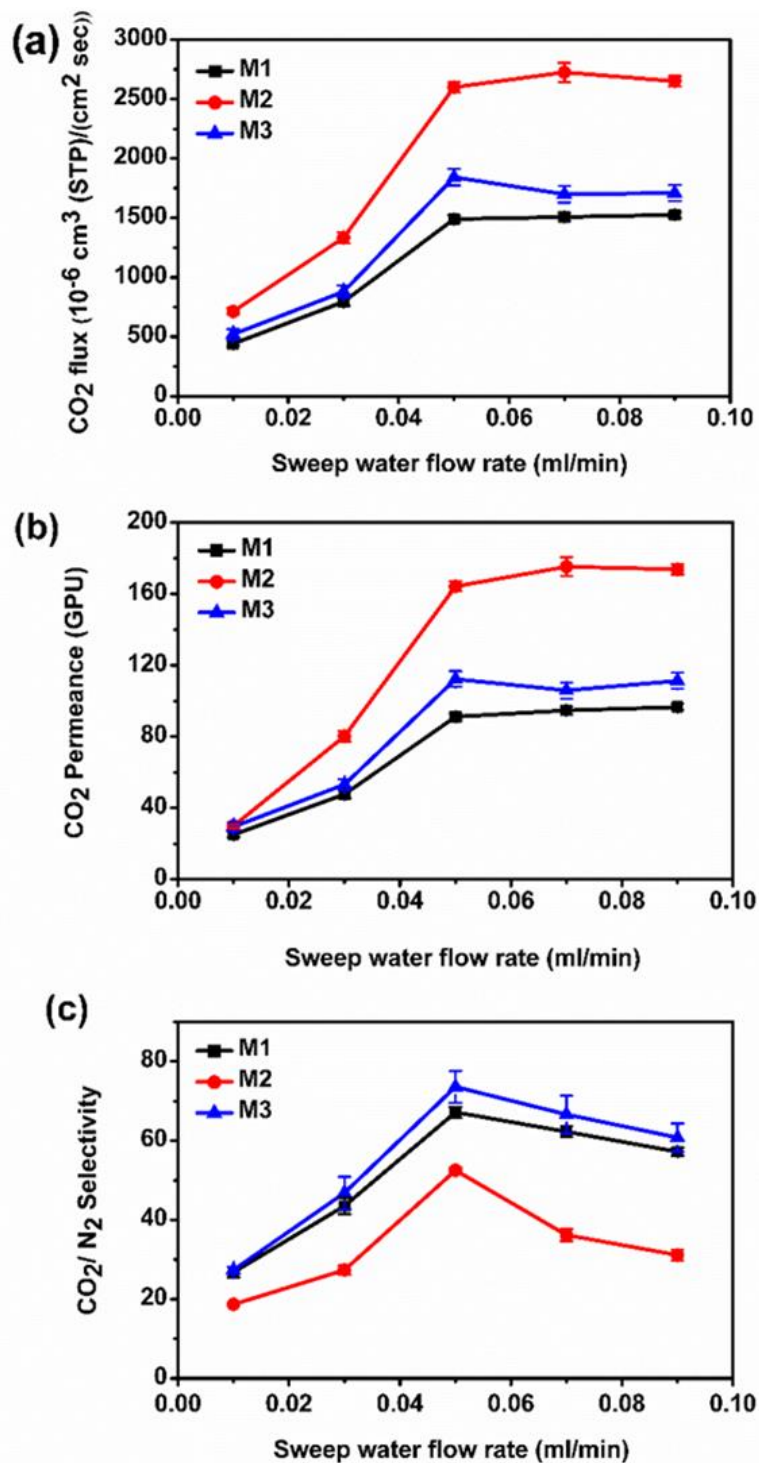 (a)
CO2 flux (10-6 cm3 (STP)/(cm2 sec))
3000
2500
2000
1500
1000
500
0
M1
M2
M3
0.00 0.02 0.04 0.06 0.08 0.10
Sweep water flow rate (ml/min)
(b)
CO2 Permeance (GPU)
200
160
120
80
40
0
M1
M2
M3
0.00 0.02 0.04 0.06 0.08 0.10
Sweep water flow rate (ml/min)
(c)
CO2/ N2 Selectivity
80
60
40
20
0
M1
M2
M3
0.00 0.02 0.04 0.06 0.08 0.10
Sweep water flow rate (ml/min)